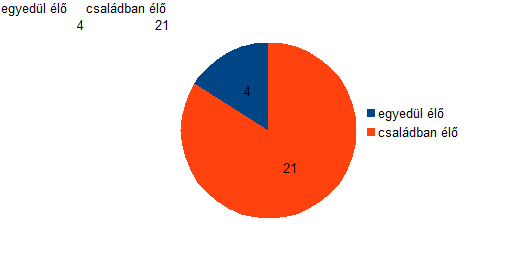 egyedül élő családban élő
4 21
4
egyedül élő
családban élő
21